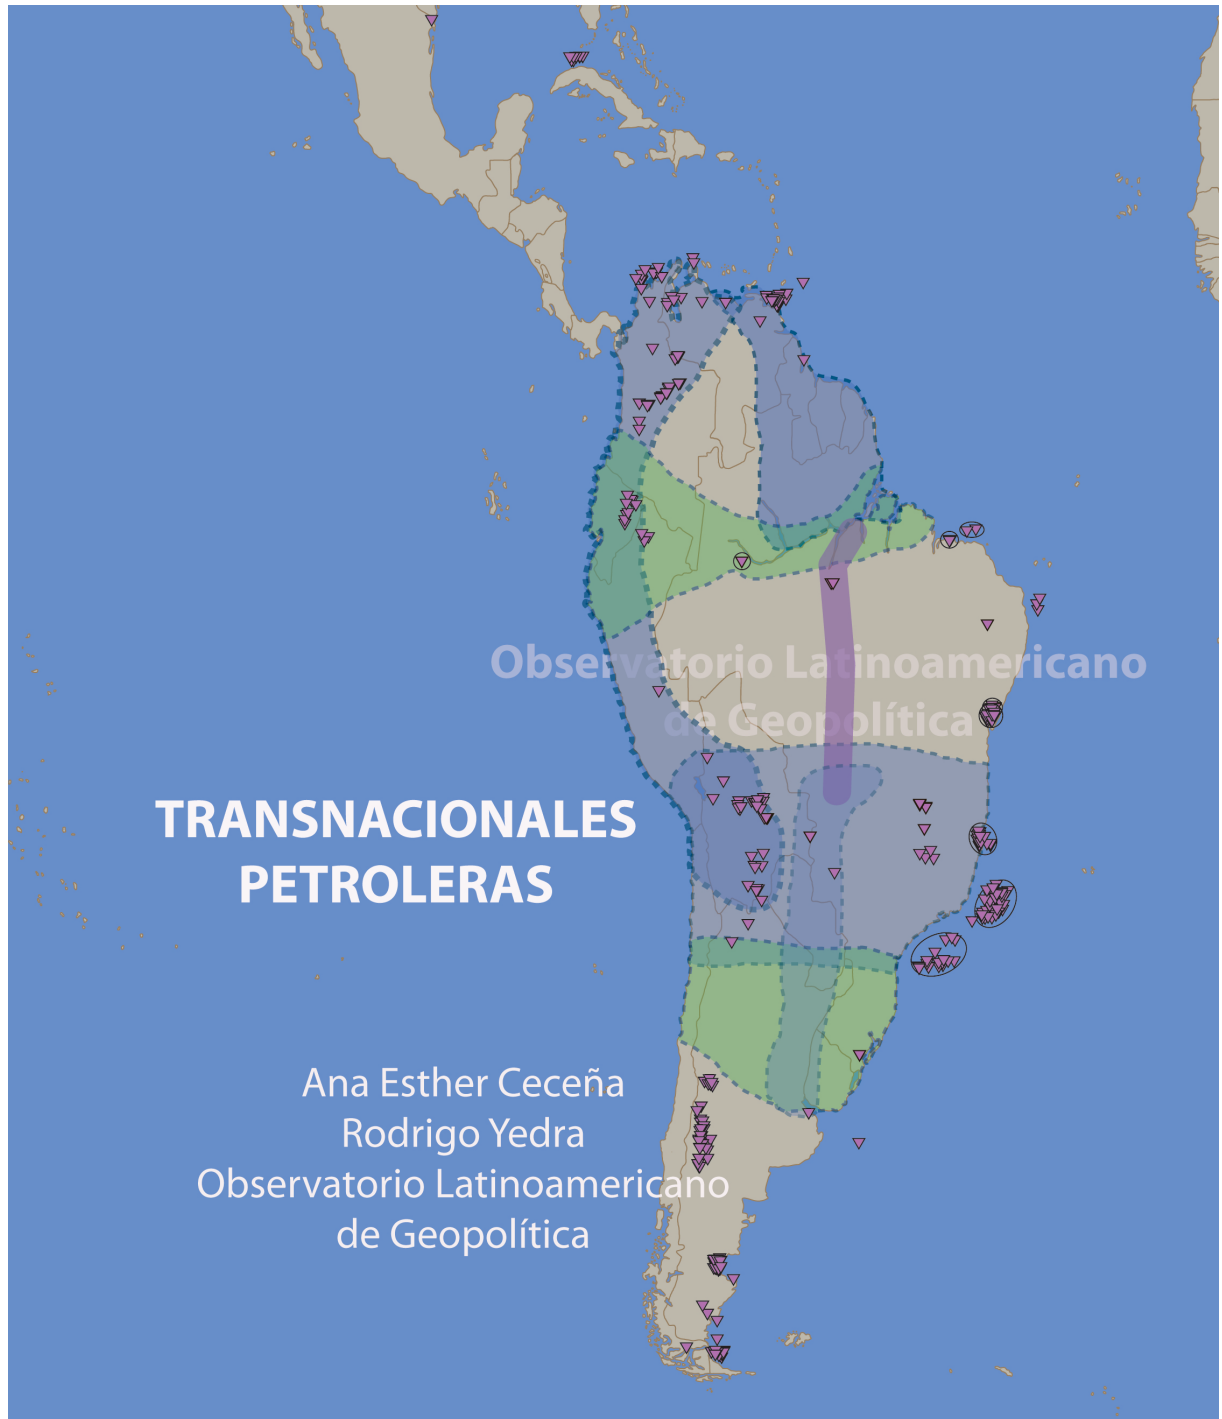 Observatorio Latinoamericano
de Geopolítica
TRANSNACIONALES
PETROLERAS
Ana Esther Ceceña
Rodrigo Yedra
Observatorio Latinoamericano
de Geopolítica